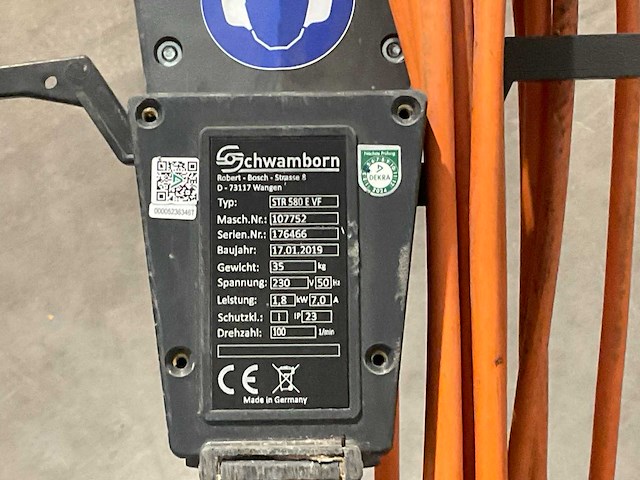 Schwamborn
Robert - Bosch - Strasse 8
D - 73117 Wangen
Typ: STR 580 E VF
Masch.Nr.: 107752
Serien.Nr.: 176466
Baujahr: 17.01.2019
Gewicht: 35 kg
Spannung: 230 V 50 Hz
Leistung: 1,8 kW 7,0 A
Schutzkl.: I IP 23
Drehzahl: 100 1/min
CE
Made in Germany
Nächste Prüfung
DEKRA